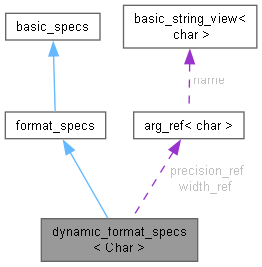 basic_specs
basic_string_view<
char >
name
format_specs
arg_ref< char >
precision_ref
width_ref
dynamic_format_specs
< Char >